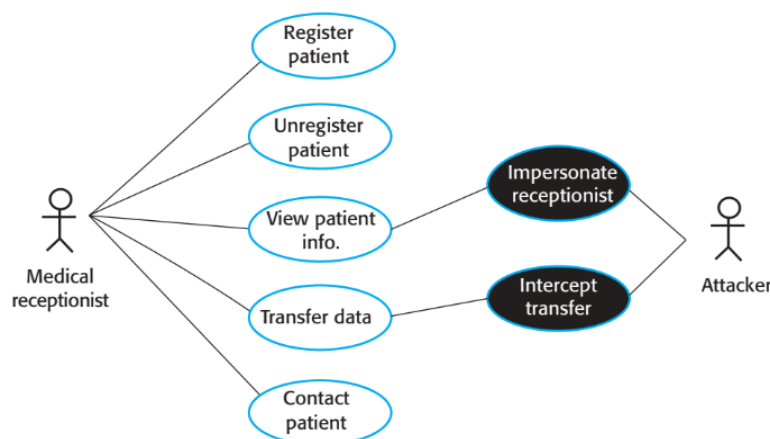 Register
patient
Unregister
patient
Impersonate
receptionist
View patient
info.
Medical
receptionist
Intercept
transfer
Attacker
Transfer data
Contact
patient